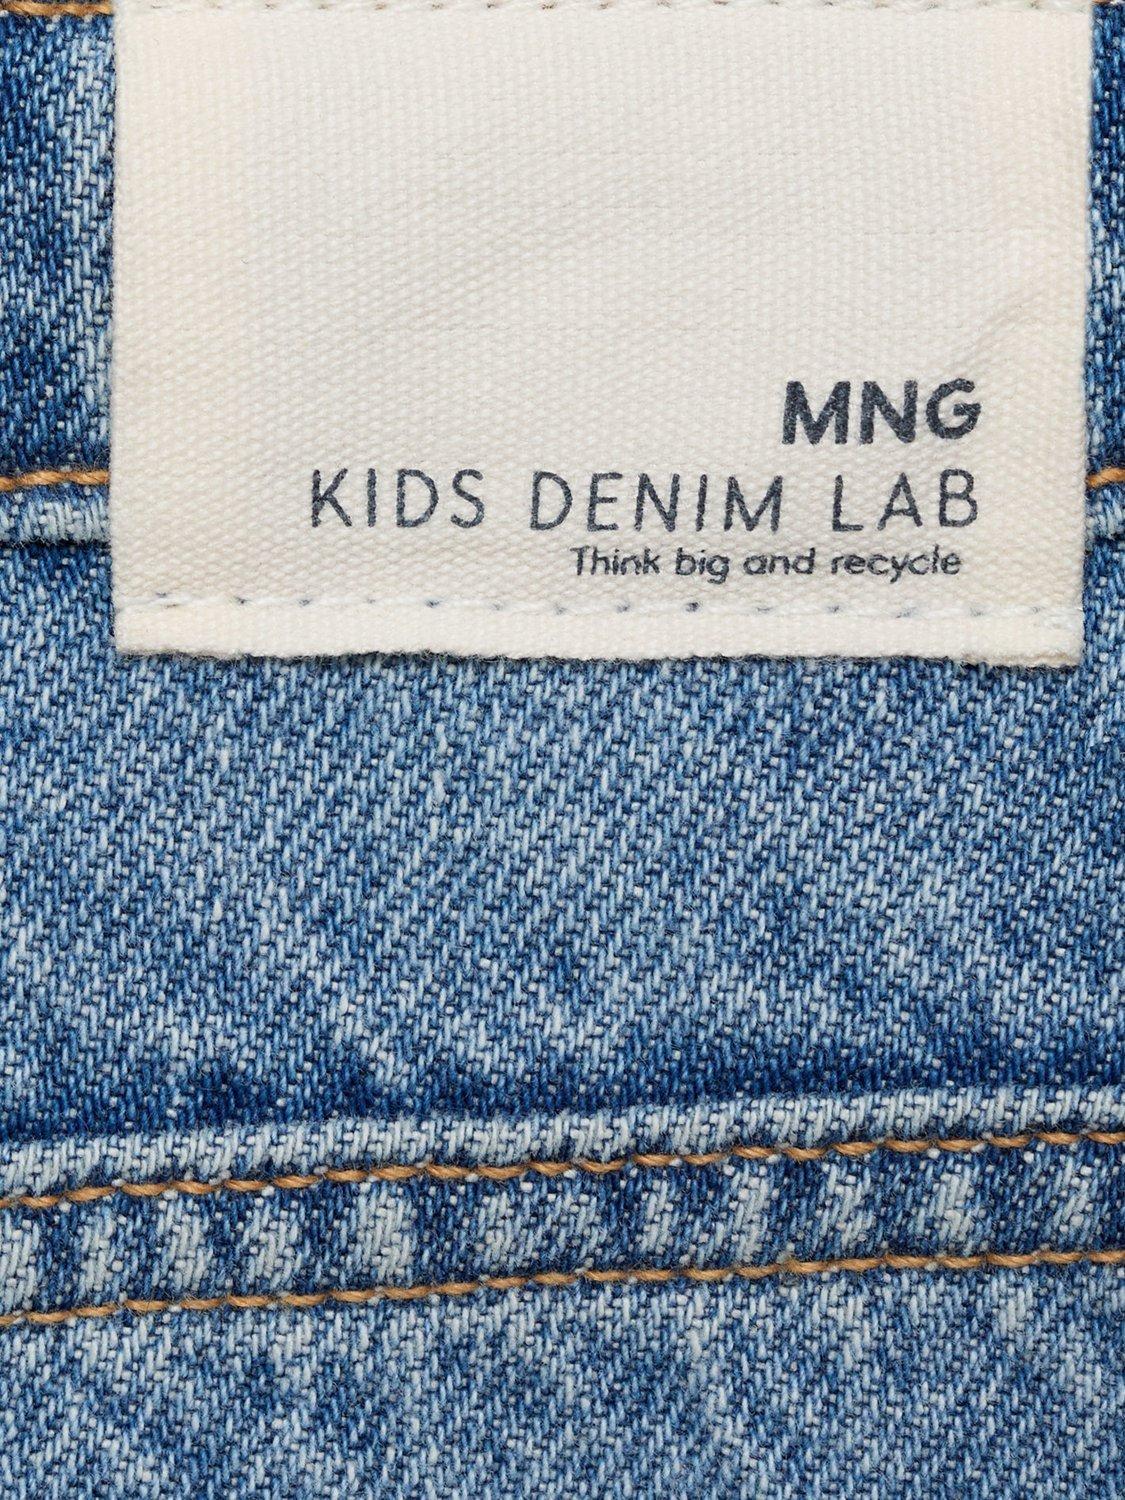 MNG
KIDS DENIM LAB
Think big and recycle